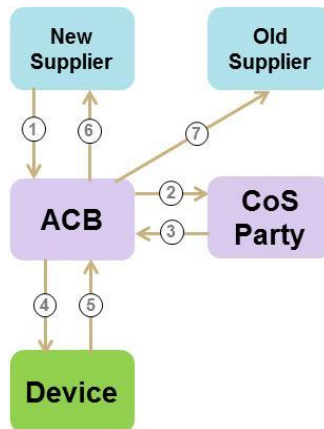 New
Supplier
Old
Supplier
1
6
7
ACB
2
3
CoS
Party
4
5
Device